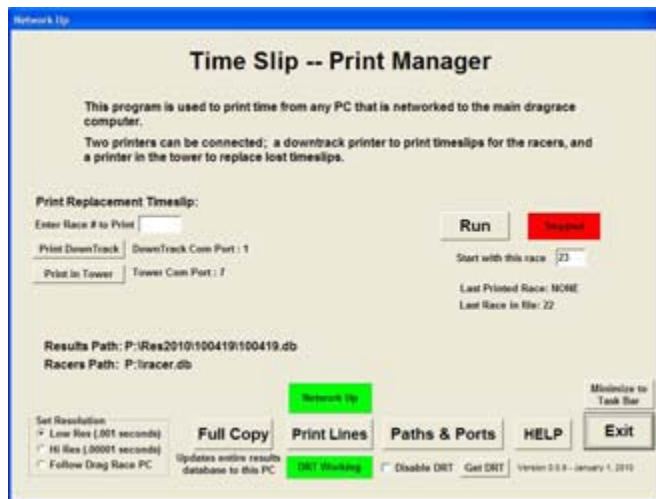 Network Up
Time Slip -- Print Manager
This program is used to print time from any PC that is networked to the main dragrace
computer.
Two printers can be connected; a downtrack printer to print timeslips for the racers, and
a printer in the tower to replace lost timeslips.
Print Replacement Timeslip:
Enter Race # to Print
Print DownTrack DownTrack Com Port : 1
Print in Tower Tower Com Port : 7
Run Stopped
Start with this race 23
Last Printed Race: NONE
Last Race in file: 22
Results Path: P:\Res2010\100419\100419.db
Racers Path: P:\racer.db
Network Up
Minimize to
Task Bar
Set Resolution
Low Res (.001 seconds)
Hi Res (.00001 seconds)
Follow Drag Race PC
Full Copy
Updates entire results
database to this PC
Print Lines
Paths & Ports
HELP
Exit
DRT Working
Disable DRT
Get DRT
Version 0.0.8 - January 1, 2010